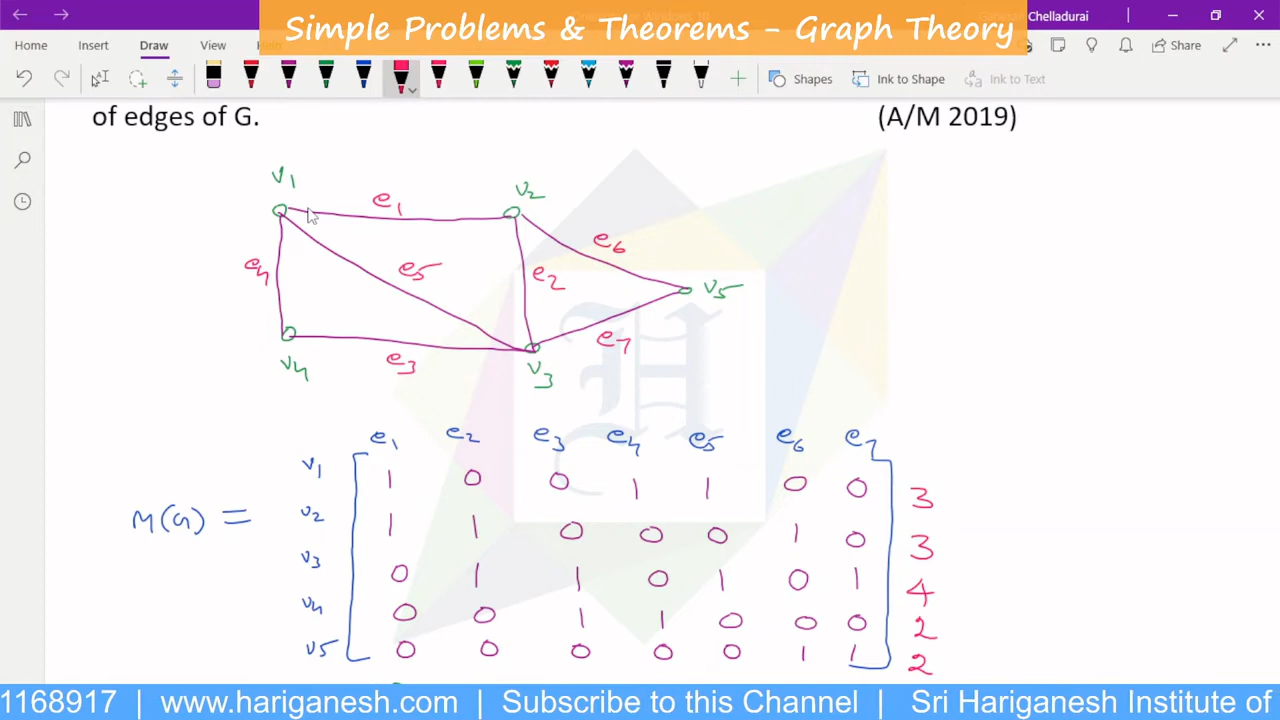 Simple Problems & Theorems - Graph Theory
Chelladurai
Home Insert Draw View
Share
Shapes Ink to Shape Ink to Text
of edges of G. (A/M 2019)
v1 e1 v2
e6
e4 e5 e2 v5
e7
v4 e3 v3
e1 e2 e3 e4 e5 e6 e7
v1 1 0 0 1 1 0 0 3
M(G) = v2 1 1 0 0 0 1 0 3
v3 0 1 1 0 1 0 1 4
v4 0 0 1 1 0 0 0 2
v5 0 0 0 0 0 1 1 2
1168917 | www.hariganesh.com | Subscribe to this Channel | Sri Hariganesh Institute of